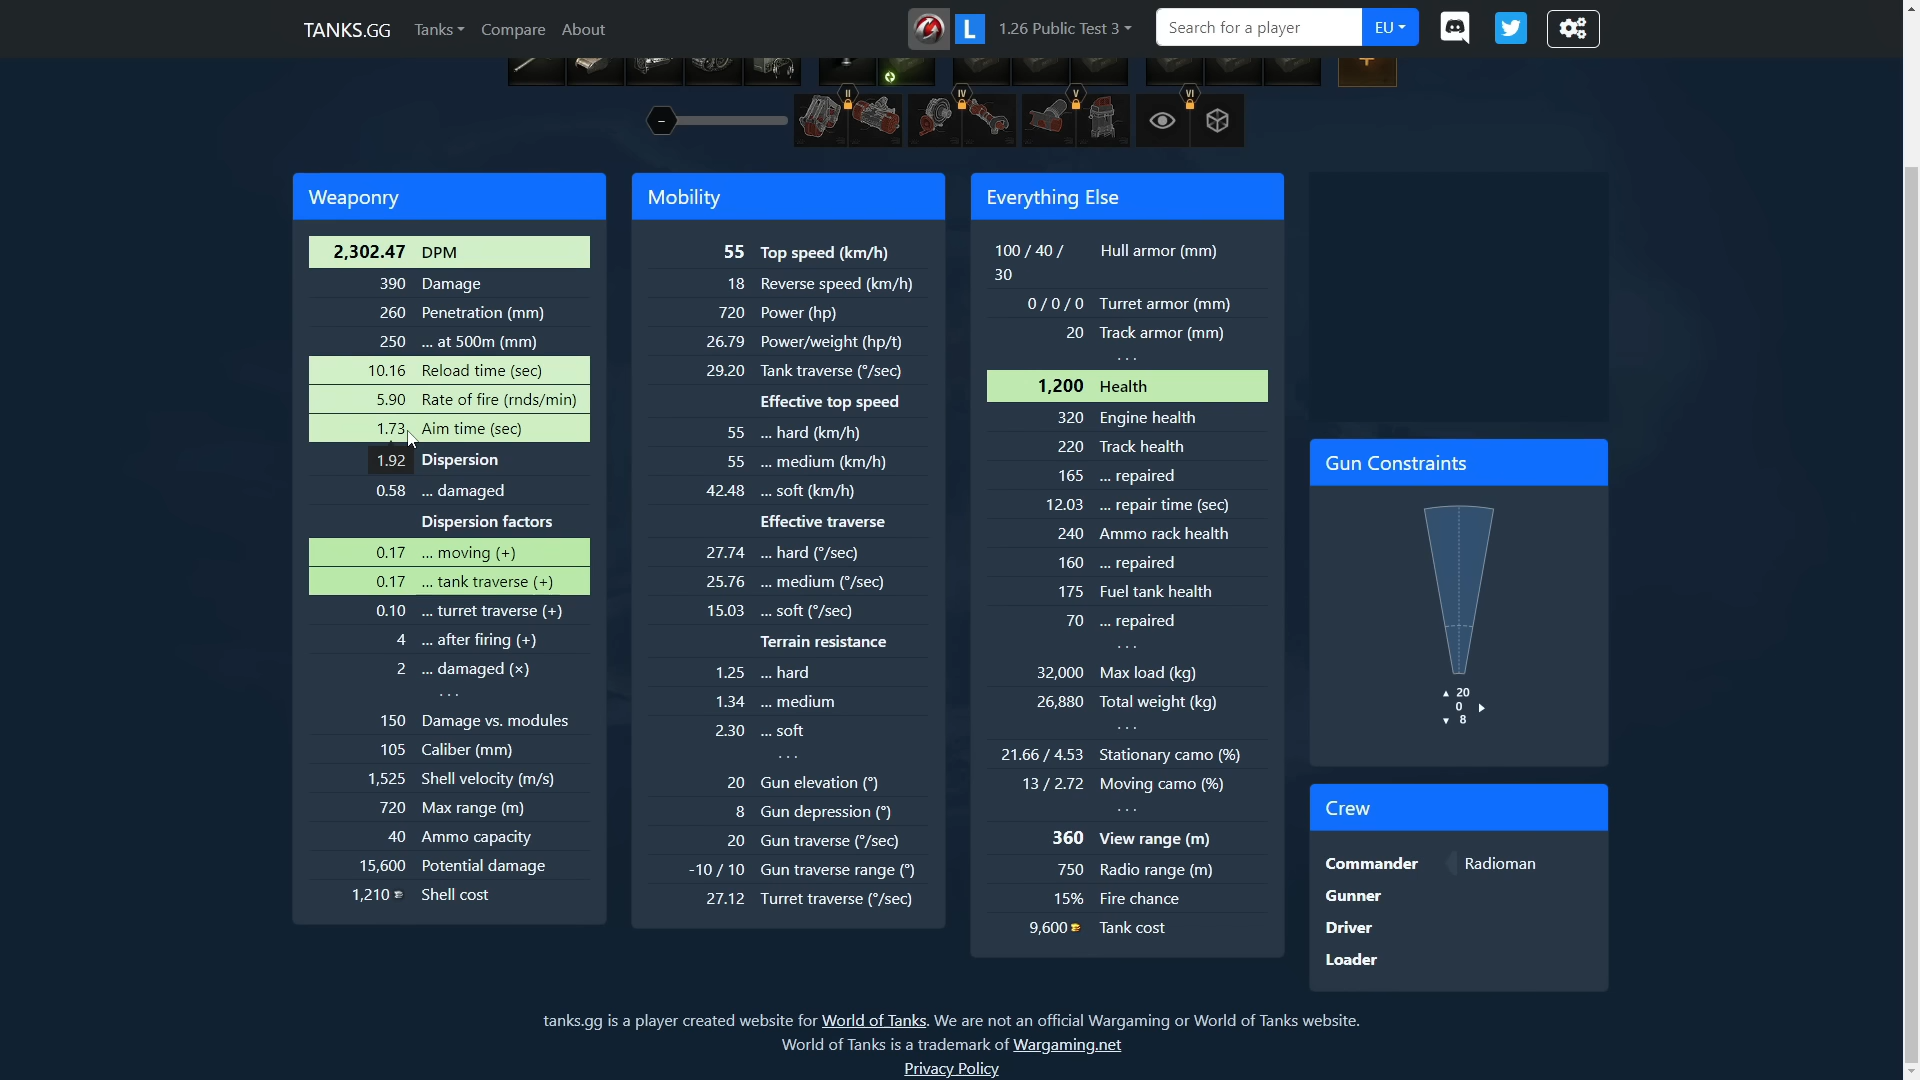 TANKS.GG Tanks Compare About L 1.26 Public Test 3 Search for a player EU
- II IV V VI
Weaponry
2,302.47 DPM
390 Damage
260 Penetration (mm)
250 ... at 500m (mm)
10.16 Reload time (sec)
5.90 Rate of fire (rnds/min)
1.73 Aim time (sec)
1.92 Dispersion
0.58 ... damaged
Dispersion factors
0.17 ... moving (+)
0.17 ... tank traverse (+)
0.10 ... turret traverse (+)
4 ... after firing (+)
2 ... damaged (×)
...
150 Damage vs. modules
105 Caliber (mm)
1,525 Shell velocity (m/s)
720 Max range (m)
40 Ammo capacity
15,600 Potential damage
1,210 Shell cost
Mobility
55 Top speed (km/h)
18 Reverse speed (km/h)
720 Power (hp)
26.79 Power/weight (hp/t)
29.20 Tank traverse (°/sec)
Effective top speed
55 ... hard (km/h)
55 ... medium (km/h)
42.48 ... soft (km/h)
Effective traverse
27.74 ... hard (°/sec)
25.76 ... medium (°/sec)
15.03 ... soft (°/sec)
Terrain resistance
1.25 ... hard
1.34 ... medium
2.30 ... soft
...
20 Gun elevation (°)
8 Gun depression (°)
20 Gun traverse (°/sec)
-10 / 10 Gun traverse range (°)
27.12 Turret traverse (°/sec)
Everything Else
100 / 40 / Hull armor (mm)
30
0 / 0 / 0 Turret armor (mm)
20 Track armor (mm)
...
1,200 Health
320 Engine health
220 Track health
165 ... repaired
12.03 ... repair time (sec)
240 Ammo rack health
160 ... repaired
175 Fuel tank health
70 ... repaired
...
32,000 Max load (kg)
26,880 Total weight (kg)
...
21.66 / 4.53 Stationary camo (%)
13 / 2.72 Moving camo (%)
...
360 View range (m)
750 Radio range (m)
15% Fire chance
9,600 Tank cost
Gun Constraints
▲ 20
0 ▶
▼ 8
Crew
Commander Radioman
Gunner
Driver
Loader
tanks.gg is a player created website for World of Tanks. We are not an official Wargaming or World of Tanks website.
World of Tanks is a trademark of Wargaming.net
Privacy Policy